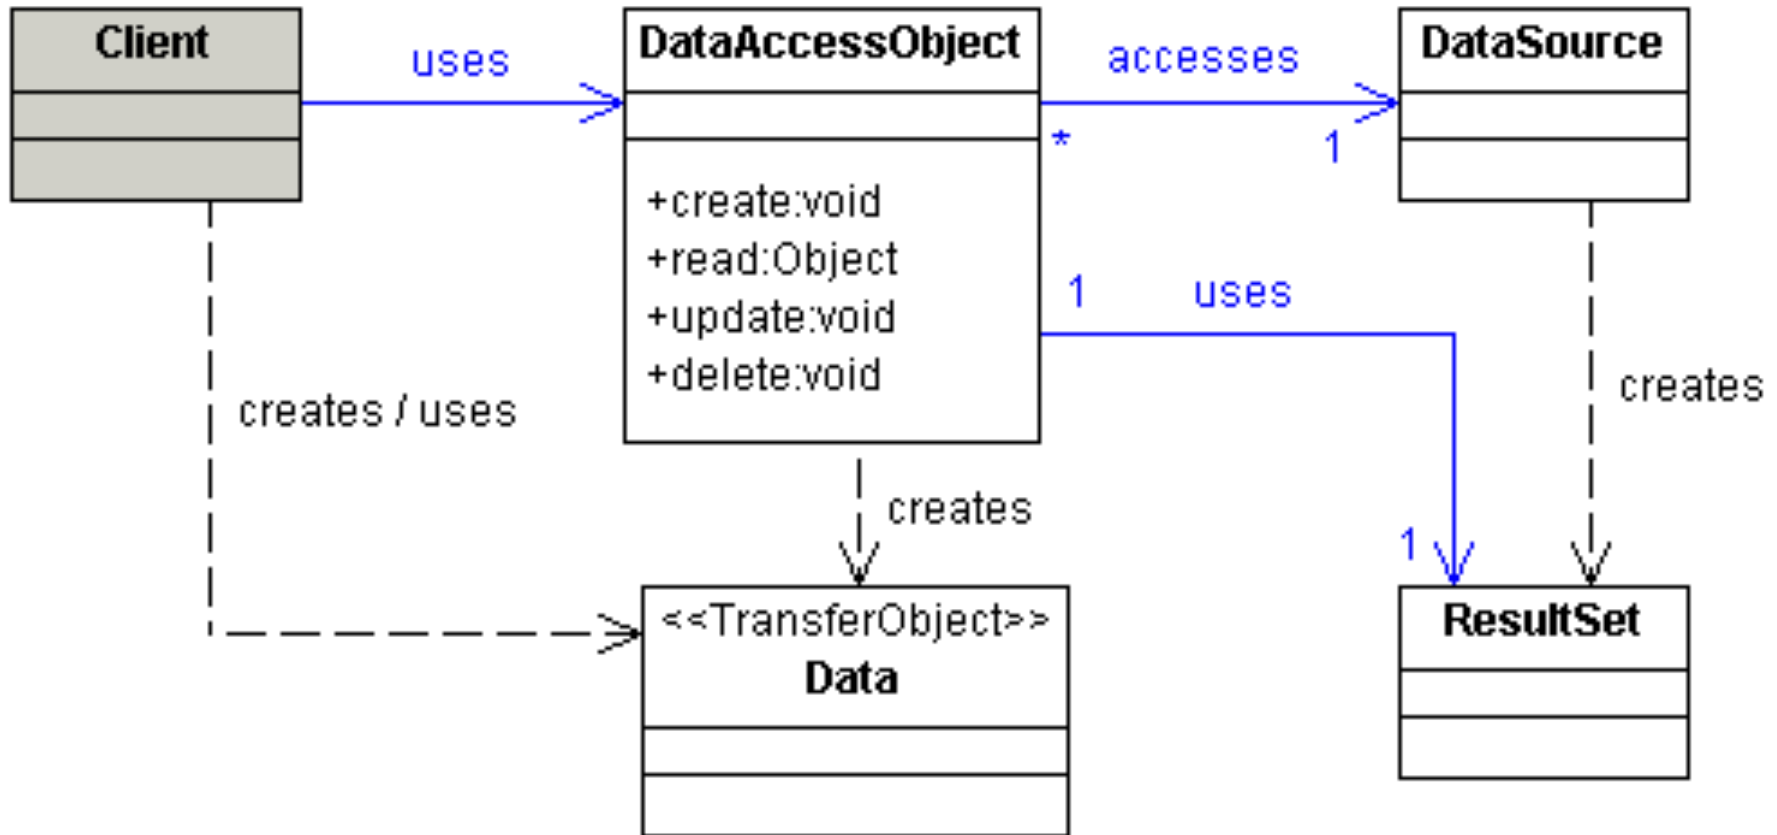 Client
uses
DataAccessObject
accesses
DataSource
*
1
+create:void
+read:Object
+update:void
+delete:void
1
uses
creates / uses
creates
creates
1
<<TransferObject>>
Data
ResultSet